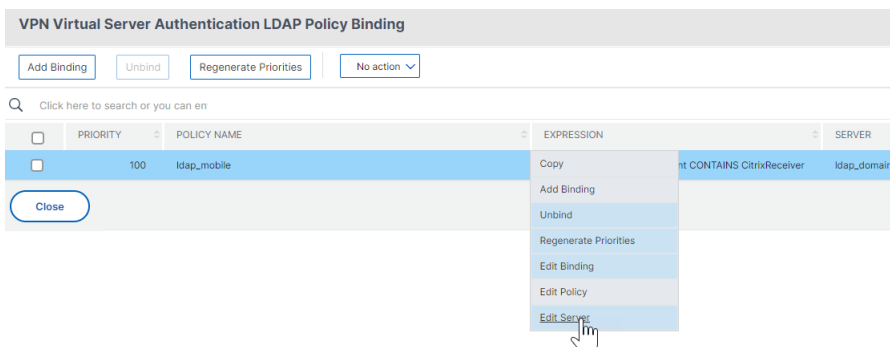 VPN Virtual Server Authentication LDAP Policy Binding
Add Binding Unbind Regenerate Priorities No action
Click here to search or you can en
PRIORITY POLICY NAME EXPRESSION SERVER
100 ldap_mobile nt CONTAINS CitrixReceiver ldap_domain
Copy
Add Binding
Close
Unbind
Regenerate Priorities
Edit Binding
Edit Policy
Edit Server